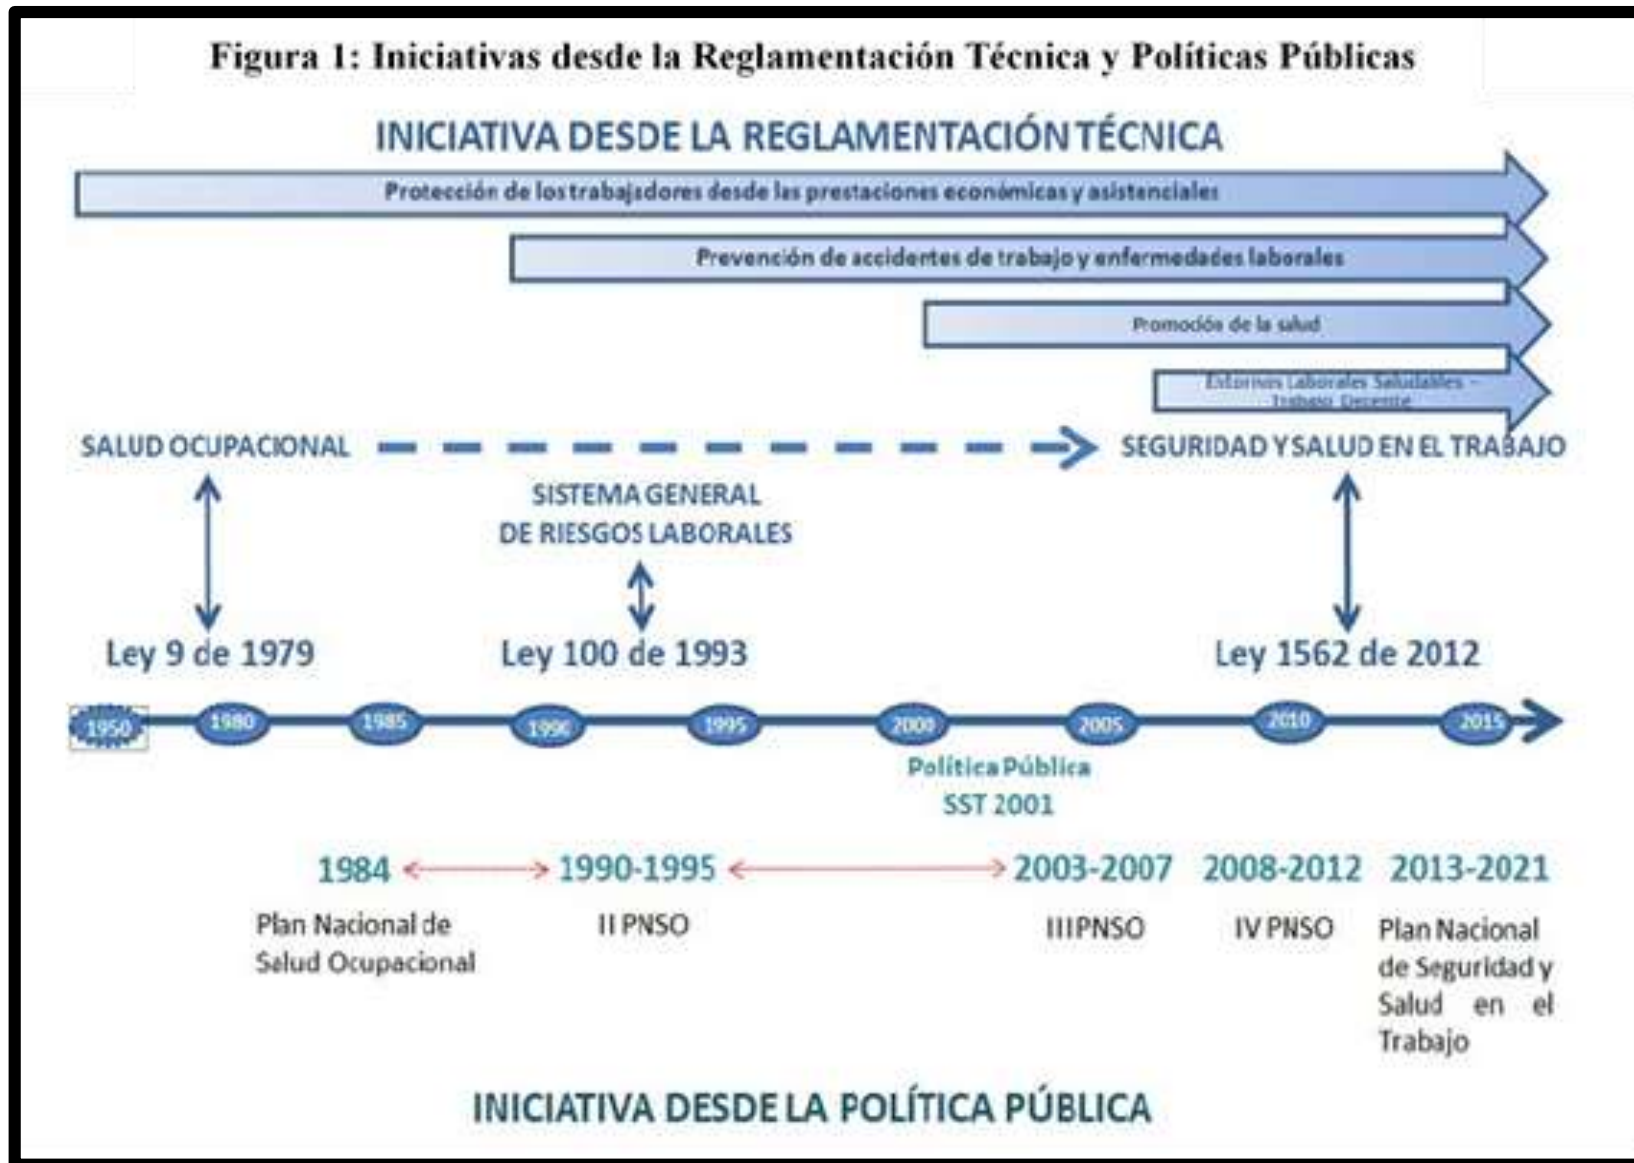 Figura 1: Iniciativas desde la Reglamentación Técnica y Políticas Públicas
INICIATIVA DESDE LA REGLAMENTACIÓN TÉCNICA
Protección de los trabajadores desde las prestaciones económicas y asistenciales
Prevención de accidentes de trabajo y enfermedades laborales
Promoción de la salud
Entornos Laborales Saludables –
Trabajo Decente
SALUD OCUPACIONAL
SEGURIDAD Y SALUD EN EL TRABAJO
SISTEMA GENERAL
DE RIESGOS LABORALES
Ley 9 de 1979
Ley 100 de 1993
Ley 1562 de 2012
1950
1980
1985
1990
1995
2000
2005
2010
2015
Política Pública
SST 2001
1984
1990-1995
2003-2007
2008-2012
2013-2021
Plan Nacional de
Salud Ocupacional
II PNSO
III PNSO
IV PNSO
Plan Nacional
de Seguridad y
Salud en el
Trabajo
INICIATIVA DESDE LA POLÍTICA PÚBLICA